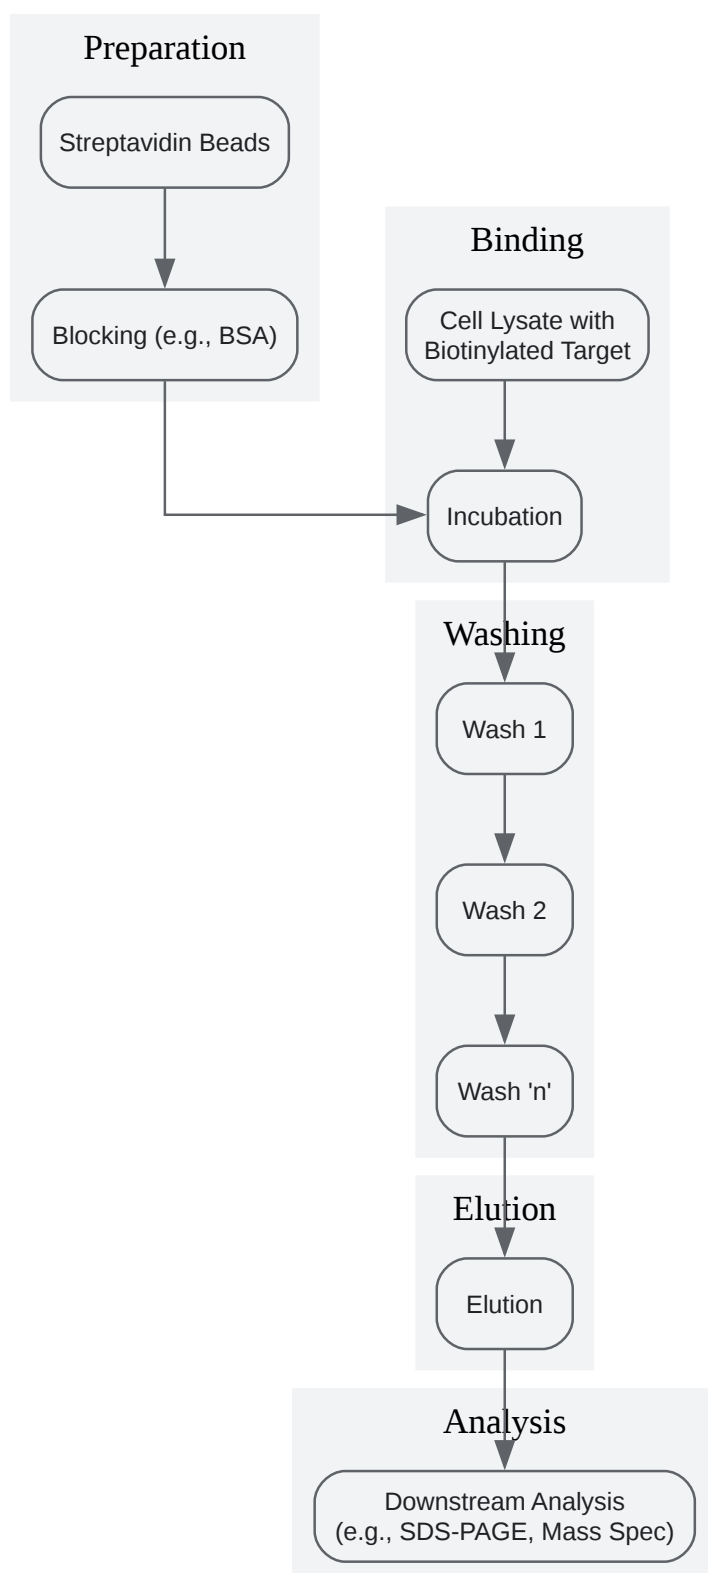 Preparation
Streptavidin Beads
Blocking (e.g., BSA)
Binding
Cell Lysate with
Biotinylated Target
Incubation
Washing
Wash 1
Wash 2
Wash 'n'
Elution
Elution
Analysis
Downstream Analysis
(e.g., SDS-PAGE, Mass Spec)